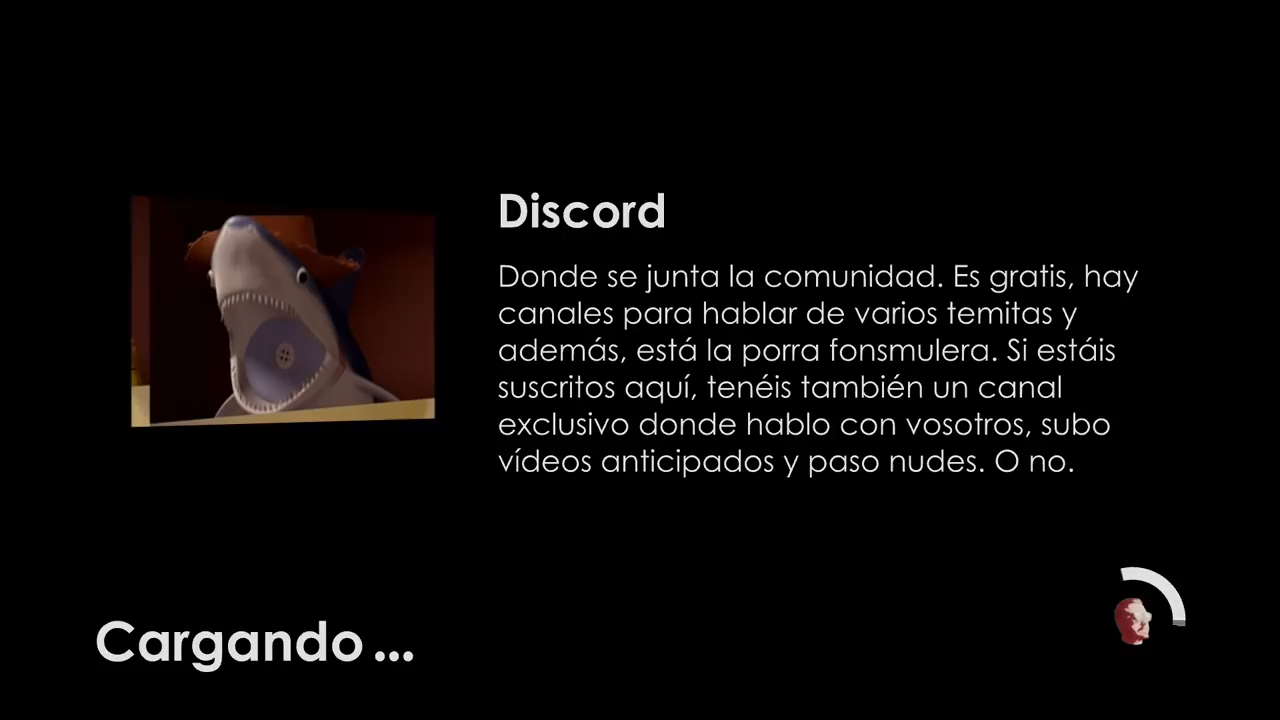 Discord
Donde se junta la comunidad. Es gratis, hay
canales para hablar de varios temitas y
además, está la porra fonsmulera. Si estáis
suscritos aquí, tenéis también un canal
exclusivo donde hablo con vosotros, subo
vídeos anticipados y paso nudes. O no.
Cargando ...